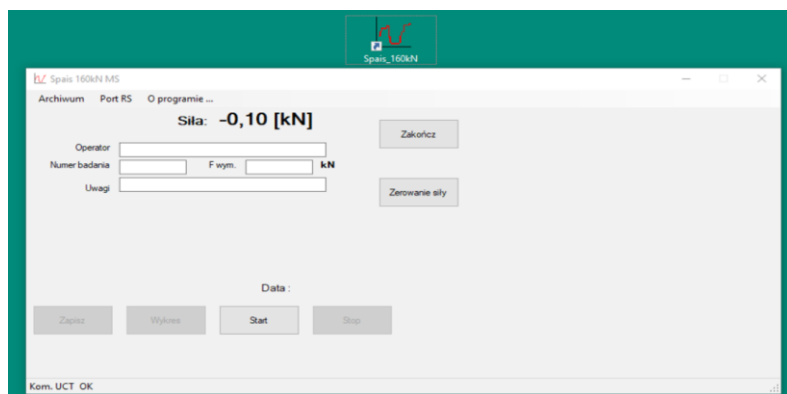 Spais_160kN
Spais 160kN MS
Archiwum Port RS O programie ...
Siła: -0,10 [kN]
Zakończ
Operator
Numer badania F wym. kN
Uwagi
Zerowanie siły
Data :
Zapisz Wykres Start Stop
Kom. UCT OK